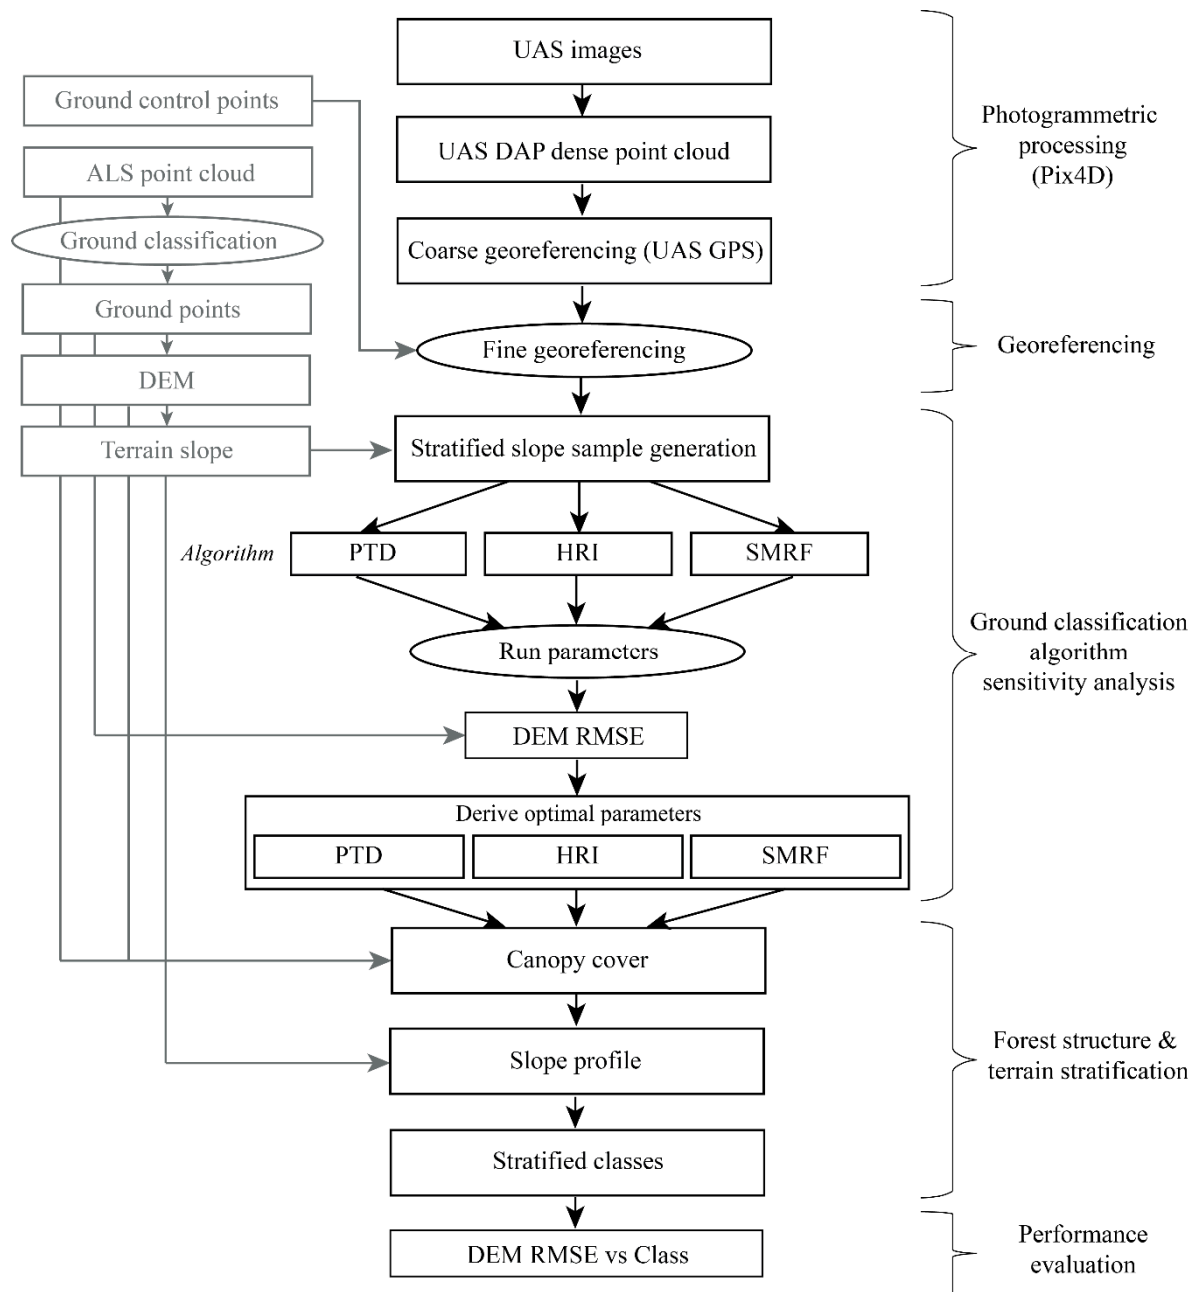 UAS images
Ground control points
UAS DAP dense point cloud
Photogrammetric
processing
(Pix4D)
ALS point cloud
Ground classification
Coarse georeferencing (UAS GPS)
Ground points
Fine georeferencing
Georeferencing
DEM
Terrain slope
Stratified slope sample generation
Algorithm
PTD
HRI
SMRF
Run parameters
Ground classification
algorithm
sensitivity analysis
DEM RMSE
Derive optimal parameters
PTD
HRI
SMRF
Canopy cover
Slope profile
Forest structure &
terrain stratification
Stratified classes
DEM RMSE vs Class
Performance
evaluation